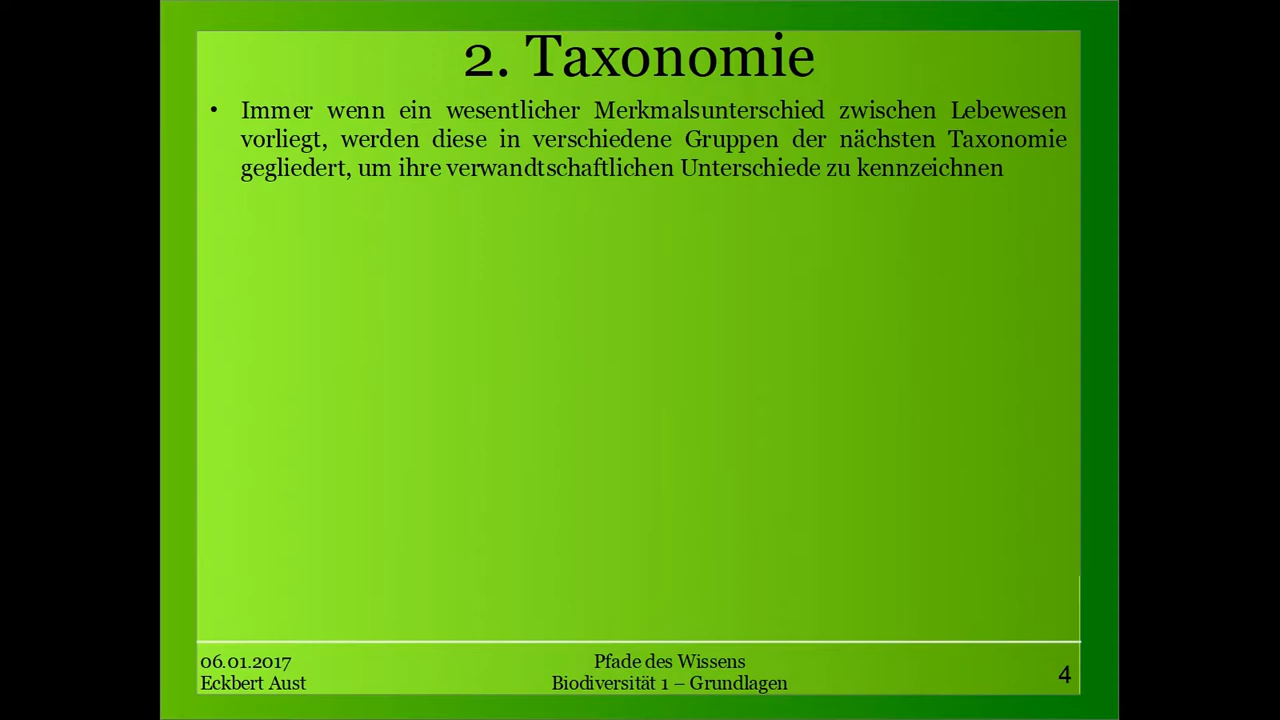 2. Taxonomie
• Immer wenn ein wesentlicher Merkmalsunterschied zwischen Lebewesen
vorliegt, werden diese in verschiedene Gruppen der nächsten Taxonomie
gegliedert, um ihre verwandtschaftlichen Unterschiede zu kennzeichnen
06.01.2017
Eckbert Aust
Pfade des Wissens
Biodiversität 1 – Grundlagen
4